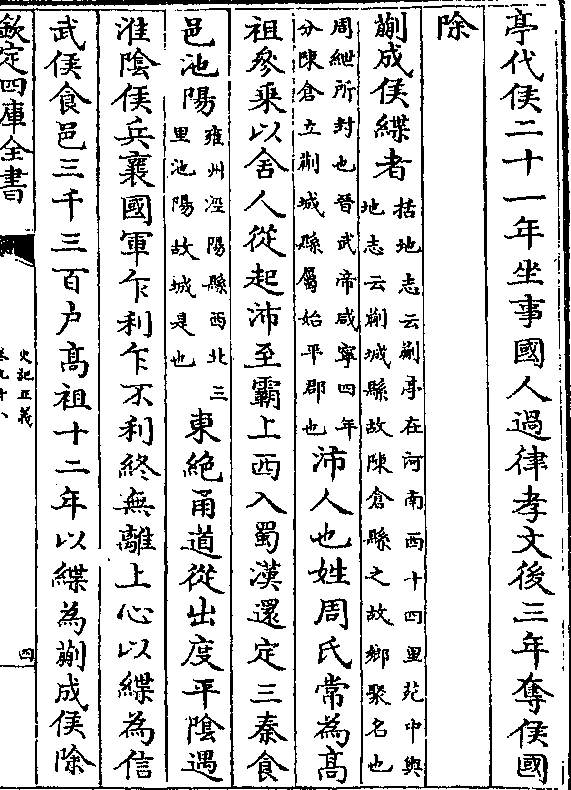 亭代侯二十一年坐事國人過律孝文後三年奪侯國
除
蒯成侯緤者括地志云蒯亭在河南西十四里苑中輿
地志云蒯城縣故陳倉縣之故鄉聚名也
周緤所封也晉武帝咸寧四年
分陳倉立蒯城縣屬始平郡也沛人也姓周氏常為髙
祖參乘以舍人從起沛至霸上西入蜀漢還定三秦食
邑池陽雍州涇陽縣西北三
里池陽故城是也東絶甬道從出度平隂遇
淮隂侯兵襄國軍乍利乍不利終無離上心以緤為信
武侯食邑三千三百户髙祖十二年以緤為蒯成侯除
欽定四庫全書
史記正義
卷九十八
四